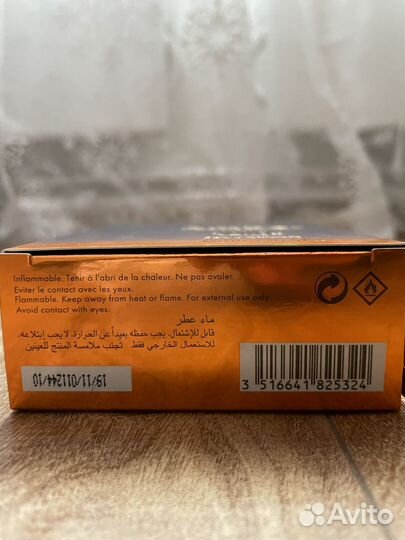 Inflammable. Tenir à l'abri de la chaleur. Ne pas avaler.
Eviter le contact avec les yeux.
Flammable. Keep away from heat or flame. For external use only
Avoid contact with eyes.
ماء عطر
قابل للإشتعال، يجب حفظه بعيداً عن الحرارة. لا يجب إبتلاعه.
للاستعمال الخارجي فقط . تجنب ملامسة المنتج للعينين
3 516641 825324
Avito